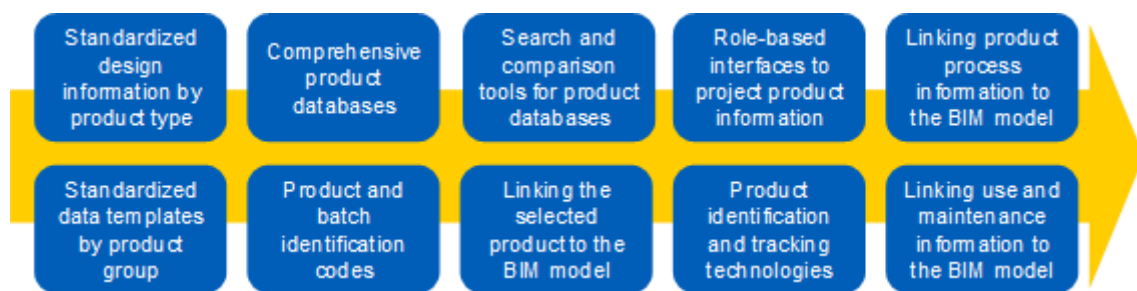 Standardized
design
information by
product type
Comprehensive
product
databases
Search and
comparison
tools for product
databases
Role-based
interfaces to
project product
information
Linking product
process
information to
the BIM model
Standardized
data templates
by product
group
Product and
batch
identification
codes
Linking the
selected
product to the
BIM model
Product
identification
and tracking
technologies
Linking use and
maintenance
information to
the BIM model